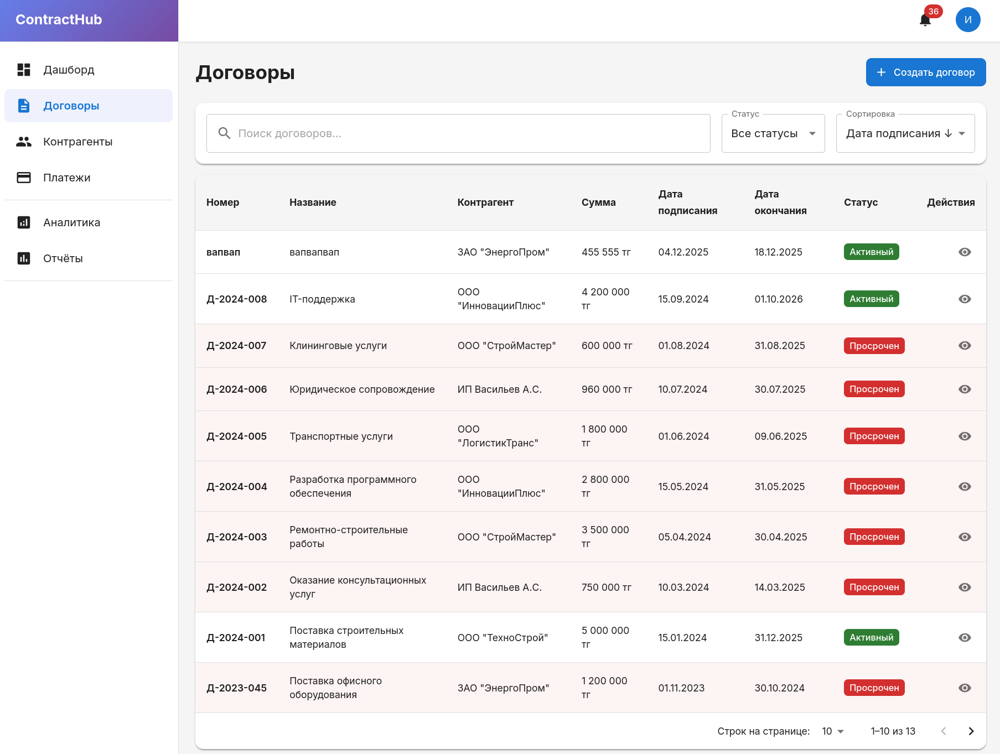 ContractHub
36
И
Дашборд
Договоры
Контрагенты
Платежи
Аналитика
Отчёты
Договоры
Создать договор
Поиск договоров...
Статус
Все статусы
Сортировка
Дата подписания ↓
Номер Название Контрагент Сумма Дата подписания Дата окончания Статус Действия
вапвап вапвапвап ЗАО "ЭнергоПром" 455 555 тг 04.12.2025 18.12.2025 Активный
Д-2024-008 IT-поддержка ООО "ИнновацииПлюс" 4 200 000 тг 15.09.2024 01.10.2026 Активный
Д-2024-007 Клининговые услуги ООО "СтройМастер" 600 000 тг 01.08.2024 31.08.2025 Просрочен
Д-2024-006 Юридическое сопровождение ИП Васильев А.С. 960 000 тг 10.07.2024 30.07.2025 Просрочен
Д-2024-005 Транспортные услуги ООО "ЛогистикТранс" 1 800 000 тг 01.06.2024 09.06.2025 Просрочен
Д-2024-004 Разработка программного обеспечения ООО "ИнновацииПлюс" 2 800 000 тг 15.05.2024 31.05.2025 Просрочен
Д-2024-003 Ремонтно-строительные работы ООО "СтройМастер" 3 500 000 тг 05.04.2024 30.04.2025 Просрочен
Д-2024-002 Оказание консультационных услуг ИП Васильев А.С. 750 000 тг 10.03.2024 14.03.2025 Просрочен
Д-2024-001 Поставка строительных материалов ООО "ТехноСтрой" 5 000 000 тг 15.01.2024 31.12.2025 Активный
Д-2023-045 Поставка офисного оборудования ЗАО "ЭнергоПром" 1 200 000 тг 01.11.2023 30.10.2024 Просрочен
Строк на странице: 10 1–10 из 13